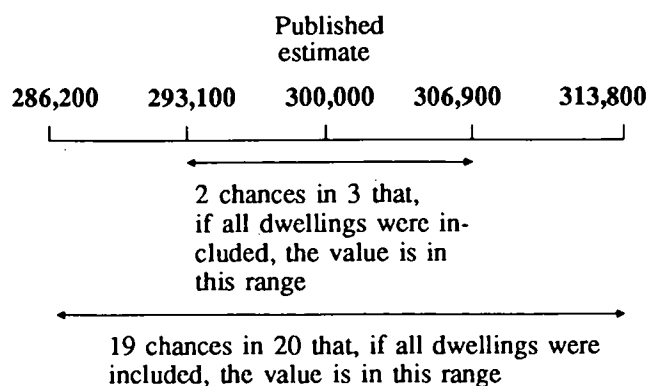 Published
estimate
286,200 293,100 300,000 306,900 313,800
2 chances in 3 that,
if all dwellings were in-
cluded, the value is in
this range
19 chances in 20 that, if all dwellings were
included, the value is in this range